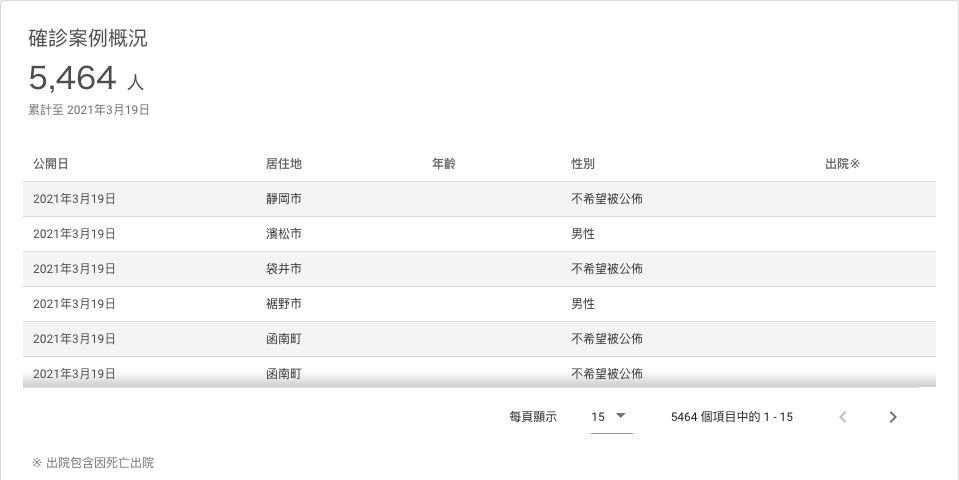 確診案例概況
5,464 人
累計至 2021年3月19日
公開日 居住地 年齡 性別 出院※
2021年3月19日 靜岡市 不希望被公佈
2021年3月19日 濱松市 男性
2021年3月19日 袋井市 不希望被公佈
2021年3月19日 裾野市 男性
2021年3月19日 函南町 不希望被公佈
2021年3月19日 函南町 不希望被公佈
每頁顯示 15 5464 個項目中的 1 - 15
※ 出院包含因死亡出院